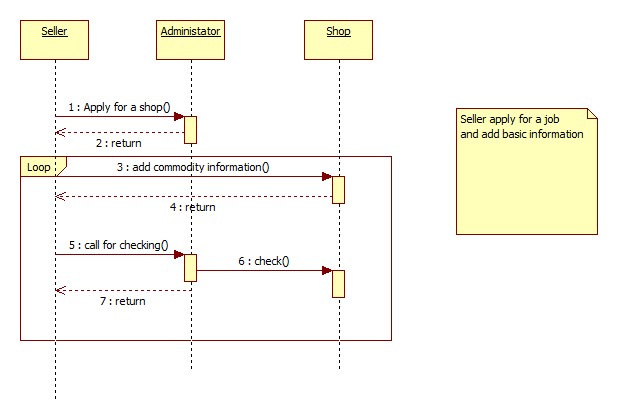 Seller
Administator
Shop
1 : Apply for a shop()
2 : return
Seller apply for a job
and add basic information
Loop
3 : add commodity information()
4 : return
5 : call for checking()
6 : check()
7 : return